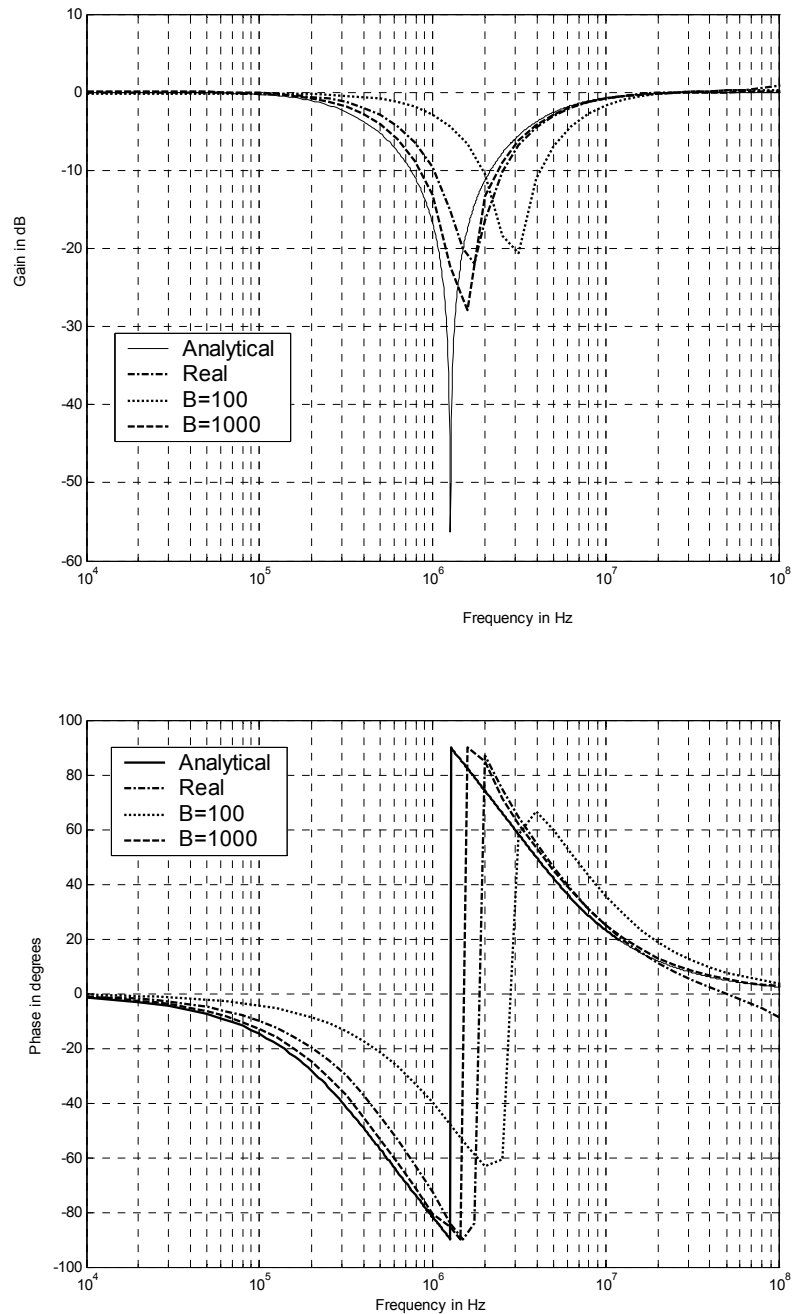 10
0
-10
-20
-30
-40
-50
-60
Gain in dB
Analytical
Real
B=100
B=1000
10^4
10^5
10^6
10^7
10^8
Frequency in Hz
100
80
60
40
20
0
-20
-40
-60
-80
-100
Phase in degrees
Analytical
Real
B=100
B=1000
10^4
10^5
10^6
10^7
10^8
Frequency in Hz